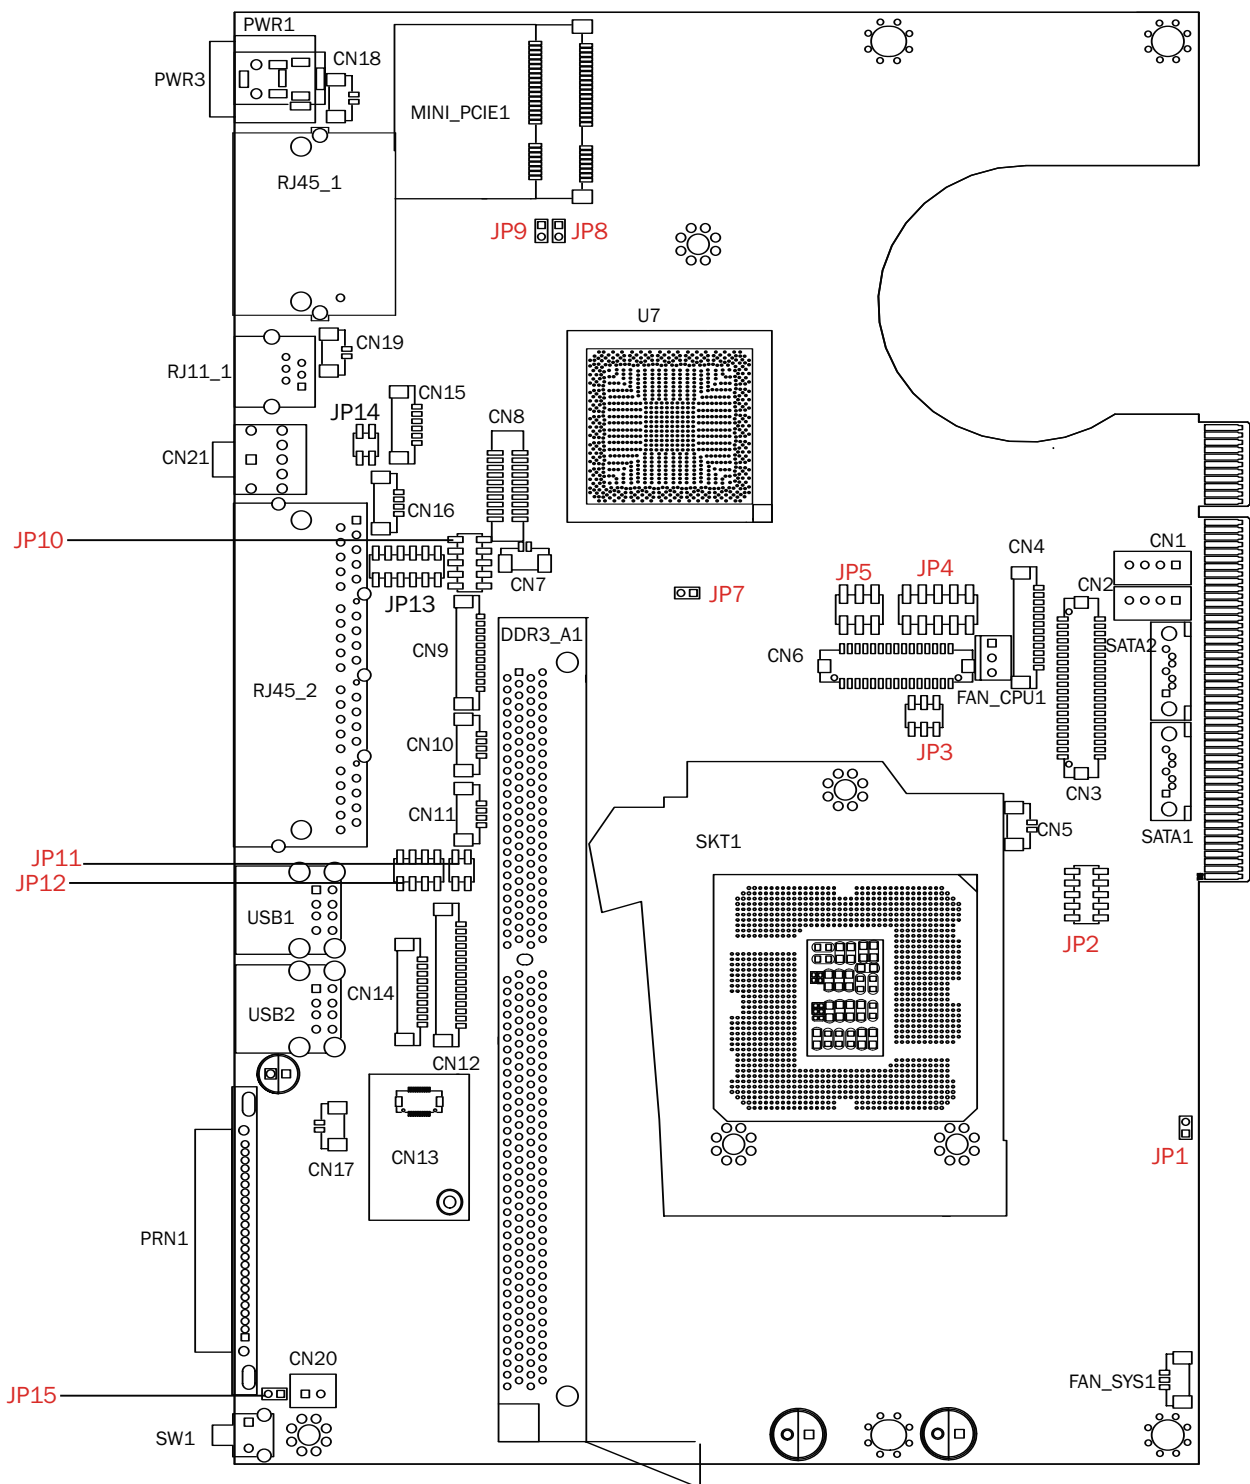 PWR1
CN18
PWR3
MINI_PCIE1
RJ45_1
JP9
JP8
U7
CN19
RJ11_1
CN15
JP14
CN8
CN21
CN16
JP10
CN4
CN1
CN7
JP5
JP4
CN2
JP7
JP13
DDR3_A1
CN9
SATA2
CN6
RJ45_2
FAN_CPU1
CN10
JP3
CN3
CN11
CN5
SATA1
SKT1
JP11
JP12
USB1
JP2
CN14
USB2
CN12
CN13
CN17
JP1
PRN1
CN20
FAN_SYS1
JP15
SW1